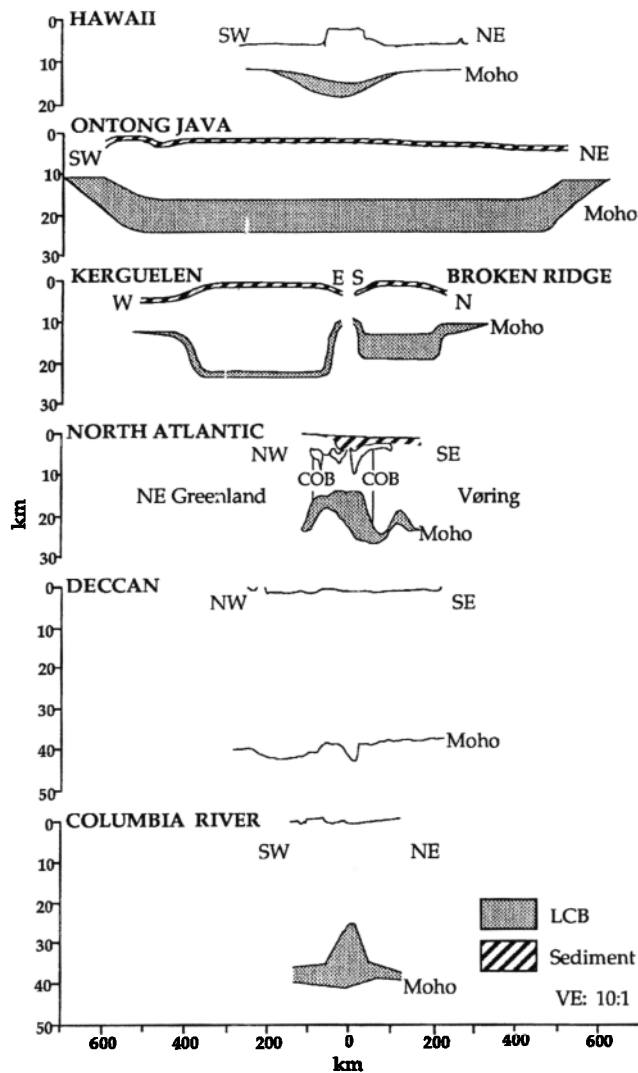 HAWAII
0
SW
NE
10
Moho
20
ONTONG JAVA
0
SW
NE
10
20
Moho
30
KERGUELEN
E S
BROKEN RIDGE
0
W
N
10
Moho
20
30
NORTH ATLANTIC
0
NW
SE
10
COB
COB
NE Greenland
Vøring
20
Moho
30
km
DECCAN
0
NW
SE
10
20
30
40
Moho
50
COLUMBIA RIVER
0
SW
NE
10
20
LCB
30
Sediment
40
Moho
VE: 10:1
50
600 400 200 0 200 400 600
km